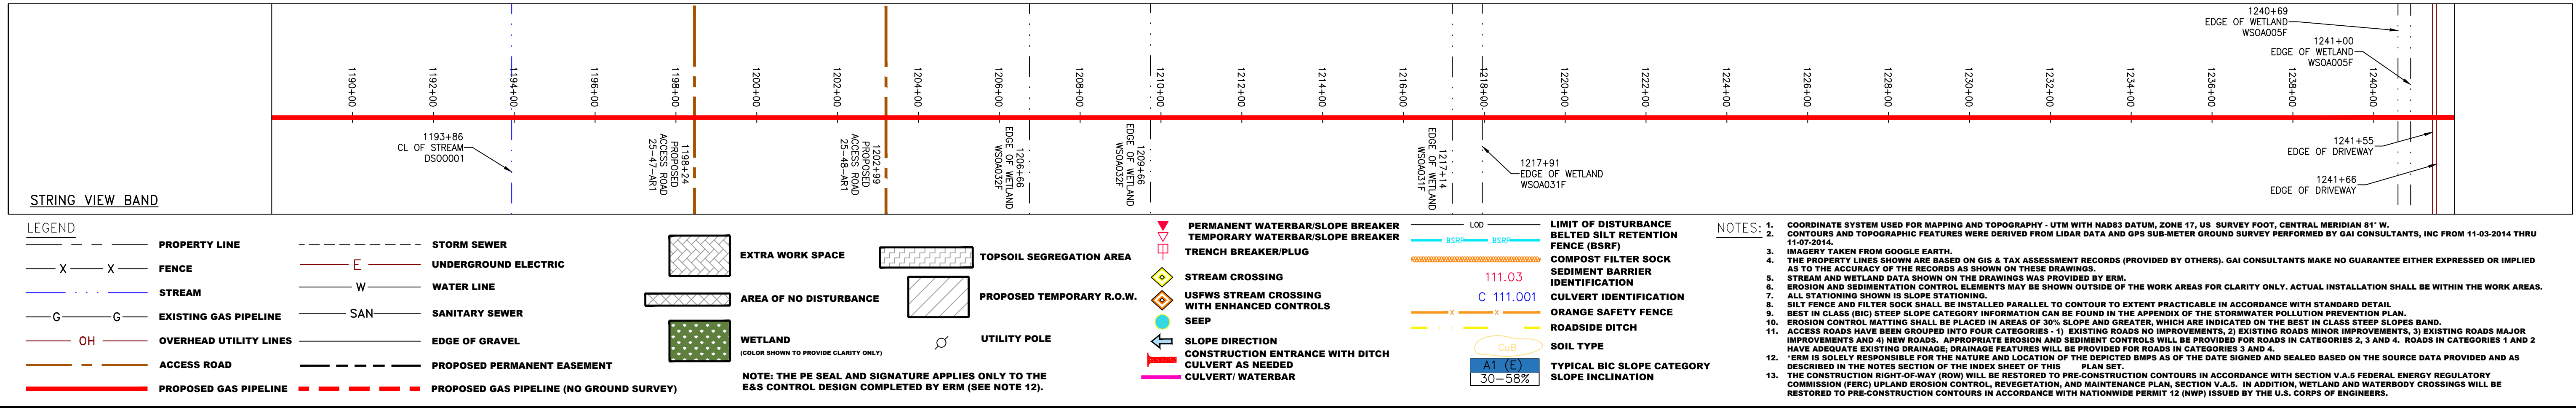 1240+69
EDGE OF WETLAND
WSOA005F
1241+00
EDGE OF WETLAND
WSOA005F
1190+00
1192+00
1194+00
1196+00
1198+00
1200+00
1202+00
1204+00
1206+00
1208+00
1210+00
1212+00
1214+00
1216+00
1218+00
1220+00
1222+00
1224+00
1226+00
1228+00
1230+00
1232+00
1234+00
1236+00
1238+00
1240+00
1193+86
CL OF STREAM
DSO0001
1198+24
PROPOSED
ACCESS ROAD
25-47-AR1
1202+99
PROPOSED
ACCESS ROAD
25-48-AR1
1206+66
EDGE OF WETLAND
WSOA032F
1209+66
EDGE OF WETLAND
WSOA032F
1217+14
EDGE OF WETLAND
WSOA031F
1217+91
EDGE OF WETLAND
WSOA031F
1241+55
EDGE OF DRIVEWAY
1241+66
EDGE OF DRIVEWAY
STRING VIEW BAND
LEGEND
PROPERTY LINE
X X FENCE
STREAM
G G EXISTING GAS PIPELINE
OH OVERHEAD UTILITY LINES
ACCESS ROAD
PROPOSED GAS PIPELINE
STORM SEWER
E UNDERGROUND ELECTRIC
W WATER LINE
SAN SANITARY SEWER
EDGE OF GRAVEL
PROPOSED PERMANENT EASEMENT
PROPOSED GAS PIPELINE (NO GROUND SURVEY)
EXTRA WORK SPACE
AREA OF NO DISTURBANCE
WETLAND
(COLOR SHOWN TO PROVIDE CLARITY ONLY)
TOPSOIL SEGREGATION AREA
PROPOSED TEMPORARY R.O.W.
UTILITY POLE
NOTE: THE PE SEAL AND SIGNATURE APPLIES ONLY TO THE
E&S CONTROL DESIGN COMPLETED BY ERM (SEE NOTE 12).
PERMANENT WATERBAR/SLOPE BREAKER
TEMPORARY WATERBAR/SLOPE BREAKER
TRENCH BREAKER/PLUG
STREAM CROSSING
USFWS STREAM CROSSING
WITH ENHANCED CONTROLS
SEEP
SLOPE DIRECTION
CONSTRUCTION ENTRANCE WITH DITCH
CULVERT AS NEEDED
CULVERT/ WATERBAR
LOD LIMIT OF DISTURBANCE
BSRF BSRF BELTED SILT RETENTION
FENCE (BSRF)
COMPOST FILTER SOCK
111.03 SEDIMENT BARRIER
IDENTIFICATION
C 111.001 CULVERT IDENTIFICATION
X X ORANGE SAFETY FENCE
ROADSIDE DITCH
CuB SOIL TYPE
A1 (E) TYPICAL BIC SLOPE CATEGORY
30-58% SLOPE INCLINATION
NOTES:
1. COORDINATE SYSTEM USED FOR MAPPING AND TOPOGRAPHY - UTM WITH NAD83 DATUM, ZONE 17, US SURVEY FOOT, CENTRAL MERIDIAN 81° W.
2. CONTOURS AND TOPOGRAPHIC FEATURES WERE DERIVED FROM LIDAR DATA AND GPS SUB-METER GROUND SURVEY PERFORMED BY GAI CONSULTANTS, INC FROM 11-03-2014 THRU
11-07-2014.
3. IMAGERY TAKEN FROM GOOGLE EARTH.
4. THE PROPERTY LINES SHOWN ARE BASED ON GIS & TAX ASSESSMENT RECORDS (PROVIDED BY OTHERS). GAI CONSULTANTS MAKE NO GUARANTEE EITHER EXPRESSED OR IMPLIED
AS TO THE ACCURACY OF THE RECORDS AS SHOWN ON THESE DRAWINGS.
5. STREAM AND WETLAND DATA SHOWN ON THE DRAWINGS WAS PROVIDED BY ERM.
6. EROSION AND SEDIMENTATION CONTROL ELEMENTS MAY BE SHOWN OUTSIDE OF THE WORK AREAS FOR CLARITY ONLY. ACTUAL INSTALLATION SHALL BE WITHIN THE WORK AREAS.
7. ALL STATIONING SHOWN IS SLOPE STATIONING.
8. SILT FENCE AND FILTER SOCK SHALL BE INSTALLED PARALLEL TO CONTOUR TO EXTENT PRACTICABLE IN ACCORDANCE WITH STANDARD DETAIL
9. BEST IN CLASS (BIC) STEEP SLOPE CATEGORY INFORMATION CAN BE FOUND IN THE APPENDIX OF THE STORMWATER POLLUTION PREVENTION PLAN.
10. EROSION CONTROL MATTING SHALL BE PLACED IN AREAS OF 30% SLOPE AND GREATER, WHICH ARE INDICATED ON THE BEST IN CLASS STEEP SLOPES BAND.
11. ACCESS ROADS HAVE BEEN GROUPED INTO FOUR CATEGORIES - 1) EXISTING ROADS NO IMPROVEMENTS, 2) EXISTING ROADS MINOR IMPROVEMENTS, 3) EXISTING ROADS MAJOR
IMPROVEMENTS AND 4) NEW ROADS. APPROPRIATE EROSION AND SEDIMENT CONTROLS WILL BE PROVIDED FOR ROADS IN CATEGORIES 2, 3 AND 4. ROADS IN CATEGORIES 1 AND 2
HAVE ADEQUATE EXISTING DRAINAGE; DRAINAGE FEATURES WILL BE PROVIDED FOR ROADS IN CATEGORIES 3 AND 4.
12. *ERM IS SOLELY RESPONSIBLE FOR THE NATURE AND LOCATION OF THE DEPICTED BMPS AS OF THE DATE SIGNED AND SEALED BASED ON THE SOURCE DATA PROVIDED AND AS
DESCRIBED IN THE NOTES SECTION OF THE INDEX SHEET OF THIS PLAN SET.
13. THE CONSTRUCTION RIGHT-OF-WAY (ROW) WILL BE RESTORED TO PRE-CONSTRUCTION CONTOURS IN ACCORDANCE WITH SECTION V.A.5 FEDERAL ENERGY REGULATORY
COMMISSION (FERC) UPLAND EROSION CONTROL, REVEGETATION, AND MAINTENANCE PLAN, SECTION V.A.5. IN ADDITION, WETLAND AND WATERBODY CROSSINGS WILL BE
RESTORED TO PRE-CONSTRUCTION CONTOURS IN ACCORDANCE WITH NATIONWIDE PERMIT 12 (NWP) ISSUED BY THE U.S. CORPS OF ENGINEERS.